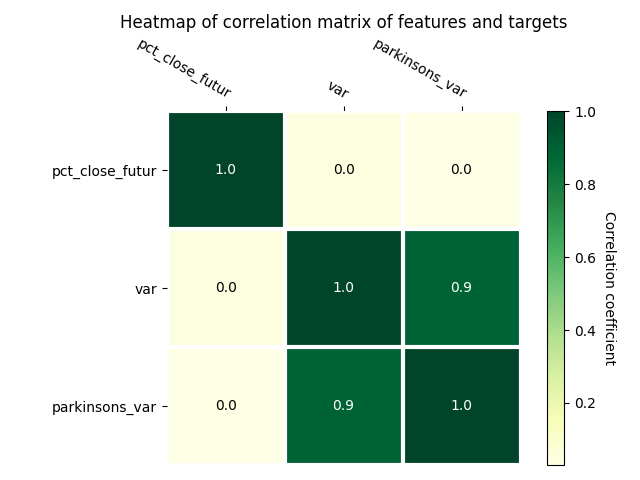 Heatmap of correlation matrix of features and targets
pct_close_futur
var
parkinsons_var
pct_close_futur 1.0 0.0 0.0
var 0.0 1.0 0.9
parkinsons_var 0.0 0.9 1.0
1.0
0.8
0.6
0.4
0.2
Correlation coefficient